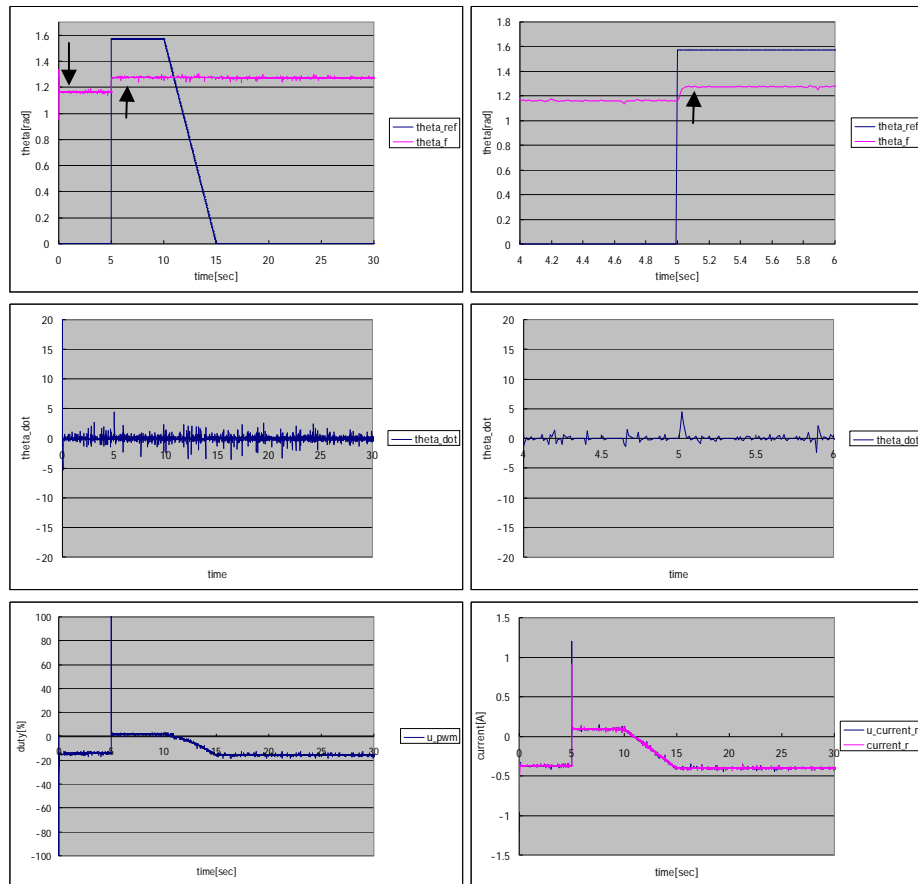 1.6
1.4
1.2
1
0.8
0.6
0.4
0.2
0
0 5 10 15 20 25 30
theta[rad]
time[sec]
theta_ref
theta_f
1.8
1.6
1.4
1.2
1
0.8
0.6
0.4
0.2
0
4 4.2 4.4 4.6 4.8 5 5.2 5.4 5.6 5.8 6
theta[rad]
time[sec]
theta_ref
theta_f
20
15
10
5
0
-5
-10
-15
-20
0 5 10 15 20 25 30
theta_dot
time
theta_dot
20
15
10
5
0
-5
-10
-15
-20
4 4.5 5 5.5 6
theta_dot
time
theta_dot
100
80
60
40
20
0
-20
-40
-60
-80
-100
0 5 10 15 20 25 30
duty[%]
time[sec]
u_pwm
1.5
1
0.5
0
-0.5
-1
-1.5
0 5 10 15 20 25 30
current[A]
time[sec]
u_current_r
current_r